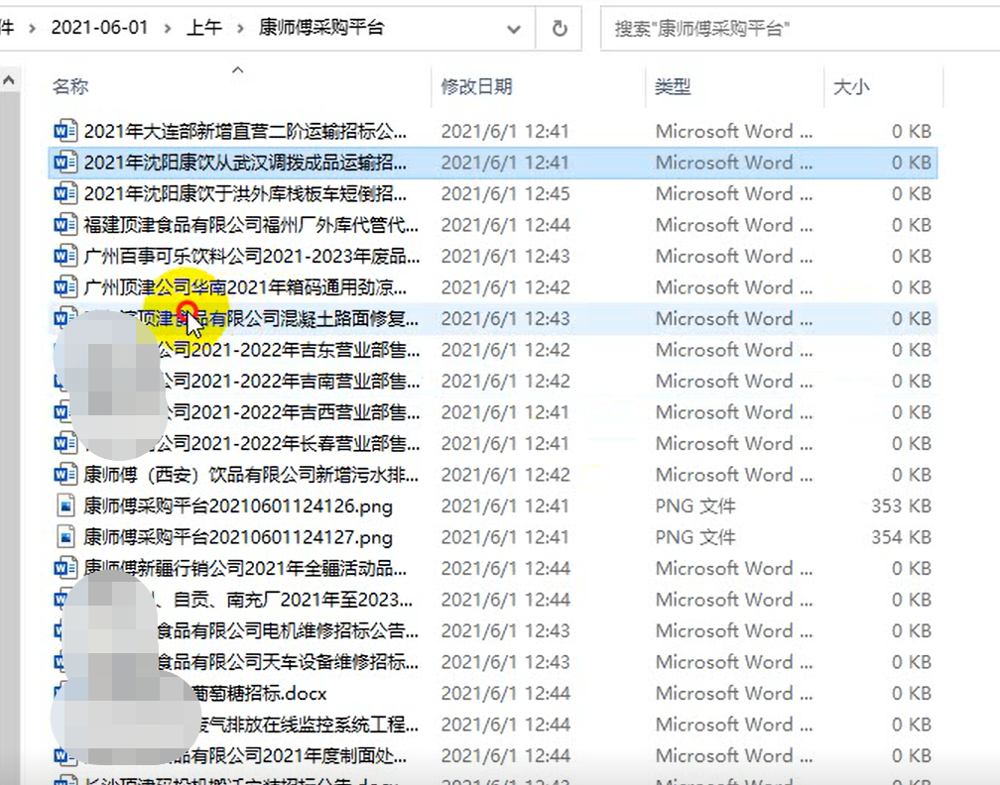 件 › 2021-06-01 › 上午 › 康师傅采购平台
搜索"康师傅采购平台"
名称 修改日期 类型 大小
2021年大连部新增直营二阶运输招标公... 2021/6/1 12:41 Microsoft Word ... 0 KB
2021年沈阳康饮从武汉调拨成品运输招... 2021/6/1 12:41 Microsoft Word ... 0 KB
2021年沈阳康饮于洪外库栈板车短倒招... 2021/6/1 12:45 Microsoft Word ... 0 KB
福建顶津食品有限公司福州厂外库代管代... 2021/6/1 12:44 Microsoft Word ... 0 KB
广州百事可乐饮料公司2021-2023年废品... 2021/6/1 12:43 Microsoft Word ... 0 KB
广州顶津公司华南2021年箱码通用劲凉... 2021/6/1 12:42 Microsoft Word ... 0 KB
顶津食品有限公司混凝土路面修复... 2021/6/1 12:43 Microsoft Word ... 0 KB
公司2021-2022年吉东营业部售... 2021/6/1 12:42 Microsoft Word ... 0 KB
公司2021-2022年吉南营业部售... 2021/6/1 12:42 Microsoft Word ... 0 KB
公司2021-2022年吉西营业部售... 2021/6/1 12:41 Microsoft Word ... 0 KB
公司2021-2022年长春营业部售... 2021/6/1 12:41 Microsoft Word ... 0 KB
康师傅（西安）饮品有限公司新增污水排... 2021/6/1 12:42 Microsoft Word ... 0 KB
康师傅采购平台20210601124126.png 2021/6/1 12:41 PNG 文件 353 KB
康师傅采购平台20210601124127.png 2021/6/1 12:41 PNG 文件 354 KB
康师傅新疆行销公司2021年全疆活动品... 2021/6/1 12:44 Microsoft Word ... 0 KB
、自贡、南充厂2021年至2023... 2021/6/1 12:44 Microsoft Word ... 0 KB
食品有限公司电机维修招标公告... 2021/6/1 12:43 Microsoft Word ... 0 KB
食品有限公司天车设备维修招标... 2021/6/1 12:43 Microsoft Word ... 0 KB
葡萄糖招标.docx 2021/6/1 12:44 Microsoft Word ... 0 KB
气排放在线监控系统工程... 2021/6/1 12:44 Microsoft Word ... 0 KB
品有限公司2021年度制面处... 2021/6/1 12:44 Microsoft Word ... 0 KB